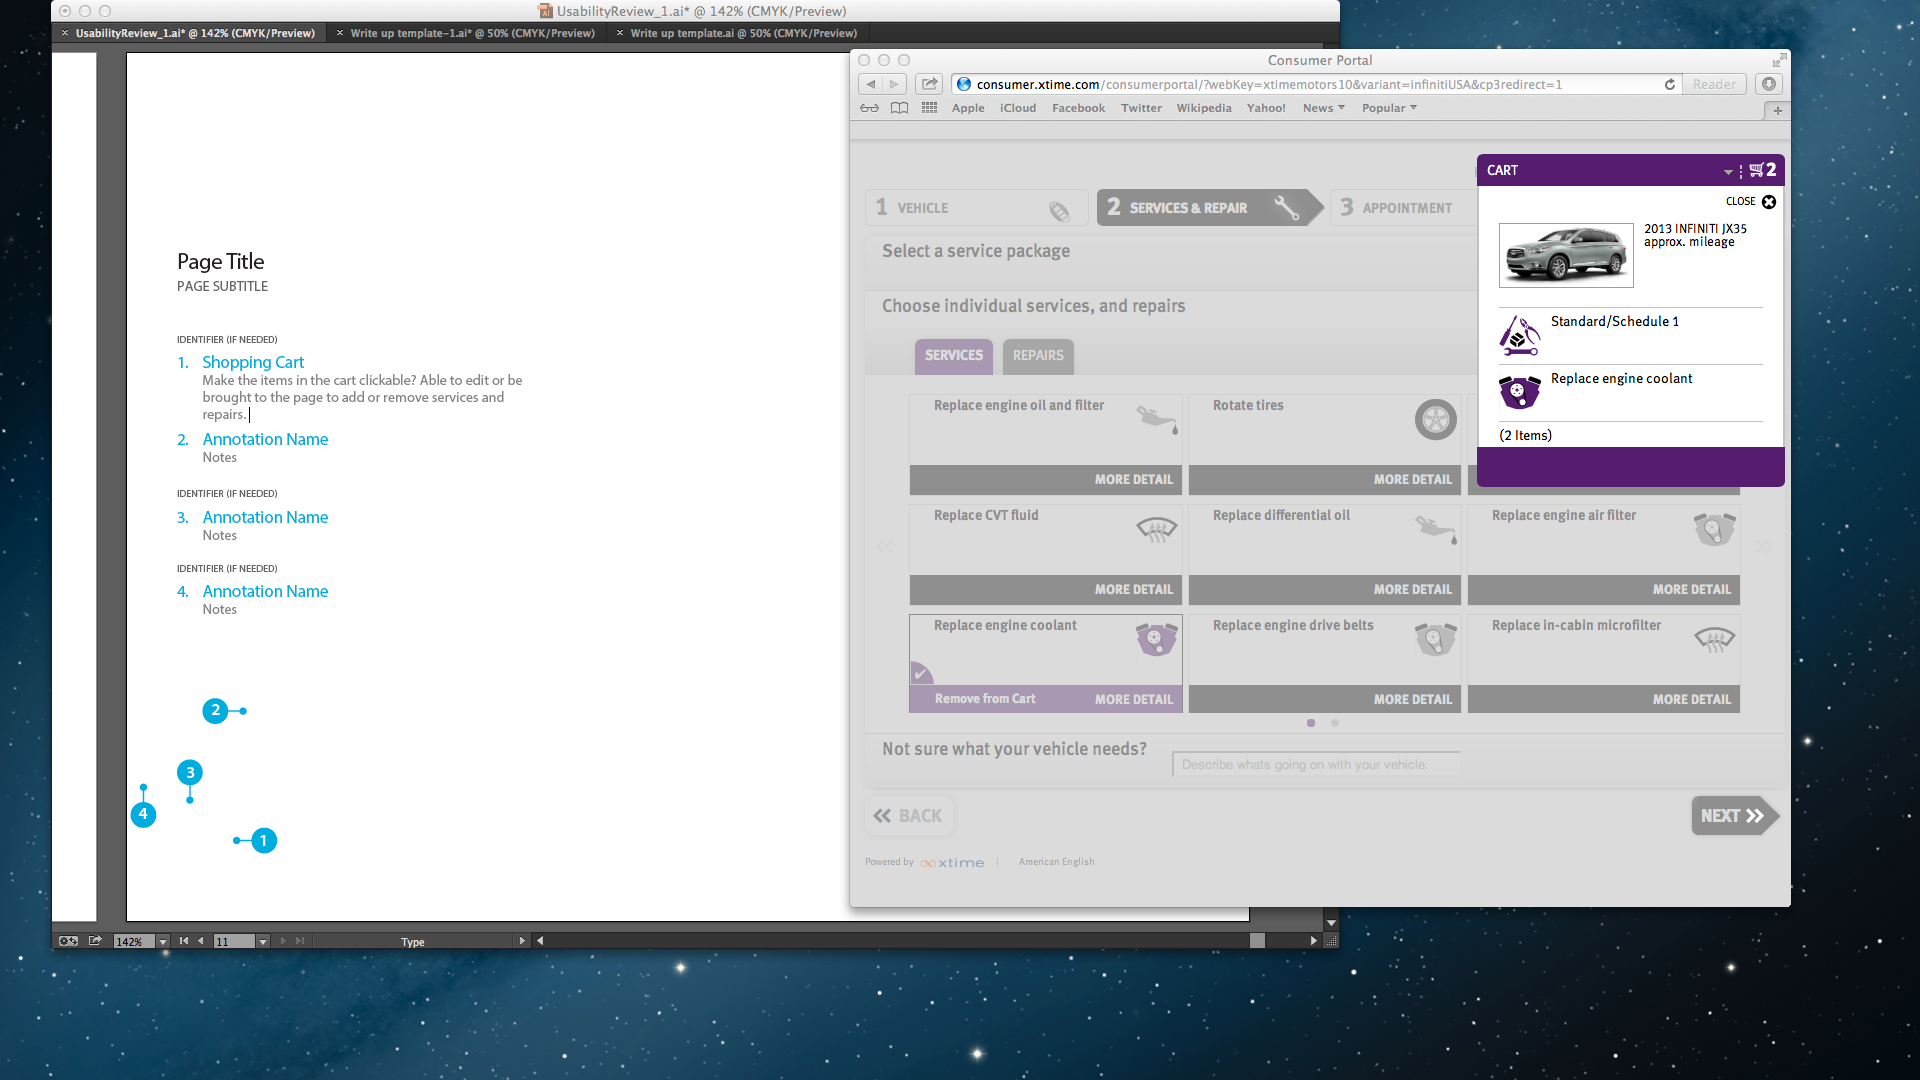 UsabilityReview_1.ai* @ 142% (CMYK/Preview)
× UsabilityReview_1.ai* @ 142% (CMYK/Preview)
× Write up template-1.ai* @ 50% (CMYK/Preview)
× Write up template.ai @ 50% (CMYK/Preview)
Page Title
PAGE SUBTITLE
IDENTIFIER (IF NEEDED)
1. Shopping Cart
Make the items in the cart clickable? Able to edit or be
brought to the page to add or remove services and
repairs.
2. Annotation Name
Notes
IDENTIFIER (IF NEEDED)
3. Annotation Name
Notes
IDENTIFIER (IF NEEDED)
4. Annotation Name
Notes
2
3
4
1
142%
11
Type
Consumer Portal
consumer.xtime.com/consumerportal/?webKey=xtimemotors10&variant=infinitiUSA&cp3redirect=1
Reader
Apple iCloud Facebook Twitter Wikipedia Yahoo! News Popular
1 VEHICLE
2 SERVICES & REPAIR
3 APPOINTMENT
Select a service package
Choose individual services, and repairs
SERVICES
REPAIRS
Replace engine oil and filter
MORE DETAIL
Rotate tires
MORE DETAIL
Replace CVT fluid
MORE DETAIL
Replace differential oil
MORE DETAIL
Replace engine air filter
MORE DETAIL
Replace engine coolant
Remove from Cart MORE DETAIL
Replace engine drive belts
MORE DETAIL
Replace in-cabin microfilter
MORE DETAIL
Not sure what your vehicle needs?
Describe whats going on with your vehicle.
BACK
NEXT
Powered by xtime | American English
CART
2
CLOSE
2013 INFINITI JX35
approx. mileage
Standard/Schedule 1
Replace engine coolant
(2 Items)